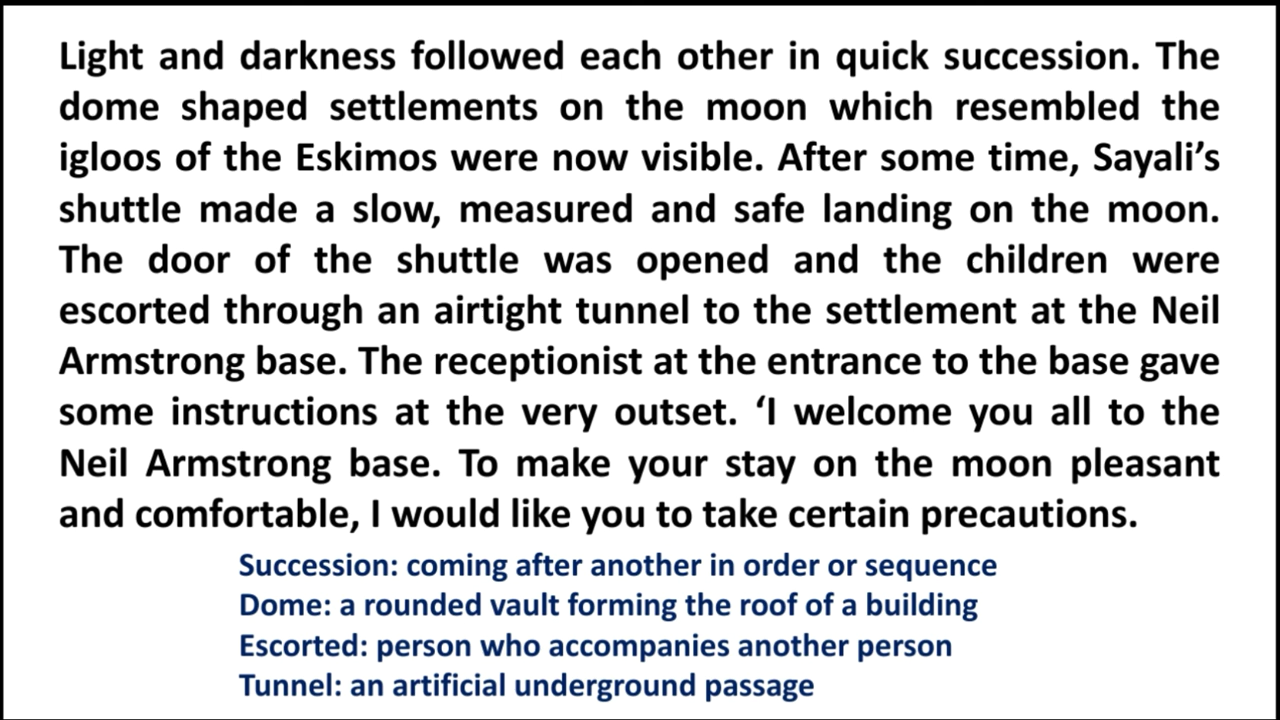 Light and darkness followed each other in quick succession. The
dome shaped settlements on the moon which resembled the
igloos of the Eskimos were now visible. After some time, Sayali’s
shuttle made a slow, measured and safe landing on the moon.
The door of the shuttle was opened and the children were
escorted through an airtight tunnel to the settlement at the Neil
Armstrong base. The receptionist at the entrance to the base gave
some instructions at the very outset. ‘I welcome you all to the
Neil Armstrong base. To make your stay on the moon pleasant
and comfortable, I would like you to take certain precautions.
Succession: coming after another in order or sequence
Dome: a rounded vault forming the roof of a building
Escorted: person who accompanies another person
Tunnel: an artificial underground passage